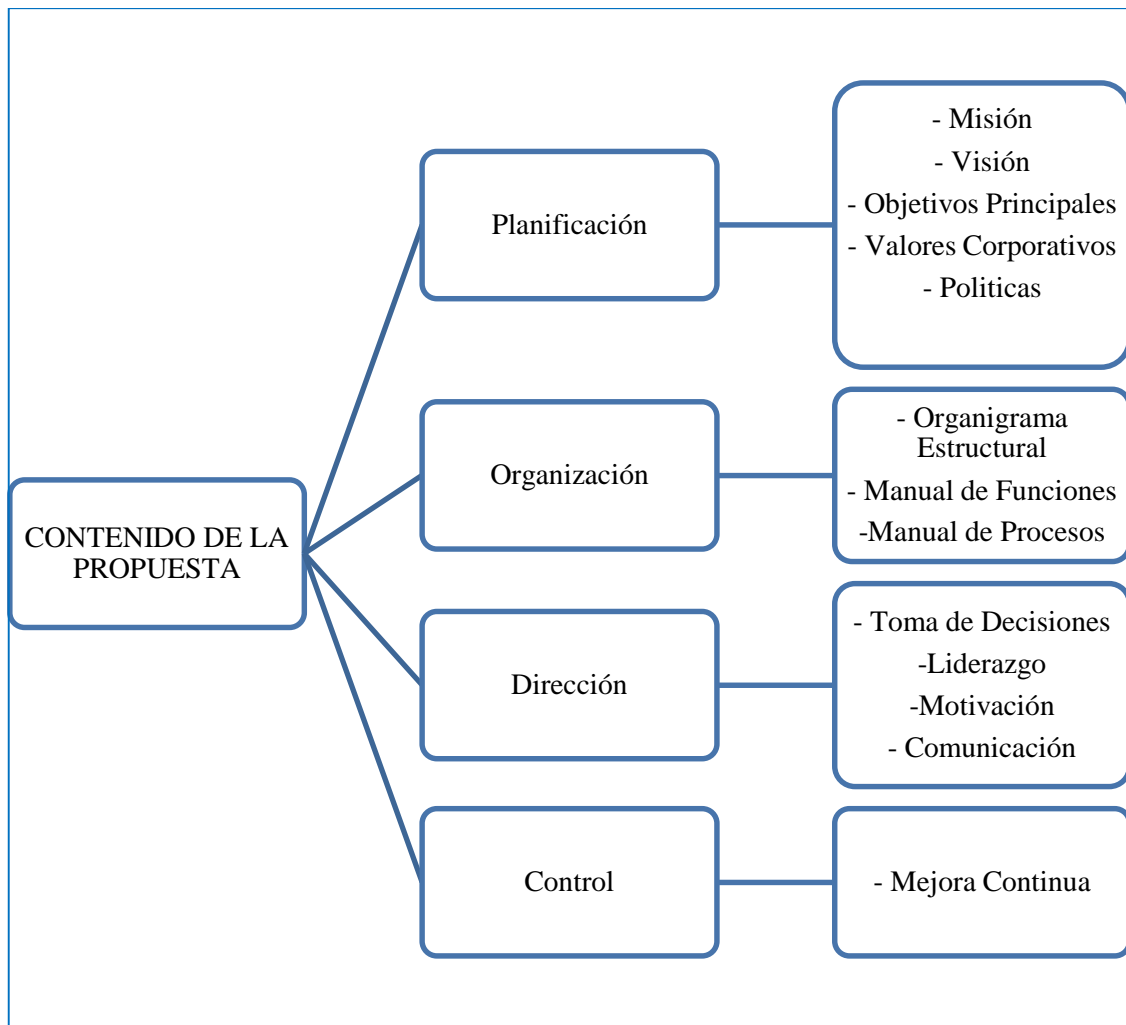 CONTENIDO DE LA
PROPUESTA
Planificación
- Misión
- Visión
- Objetivos Principales
- Valores Corporativos
- Politicas
Organización
- Organigrama
Estructural
- Manual de Funciones
-Manual de Procesos
Dirección
- Toma de Decisiones
-Liderazgo
-Motivación
- Comunicación
Control
- Mejora Continua